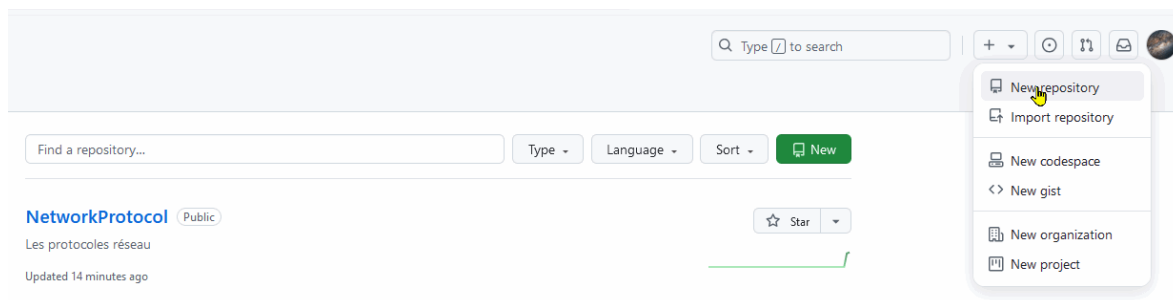 Type / to search
New repository
Import repository
New codespace
New gist
New organization
New project
Find a repository...
Type
Language
Sort
New
NetworkProtocol Public
Star
Les protocoles réseau
Updated 14 minutes ago